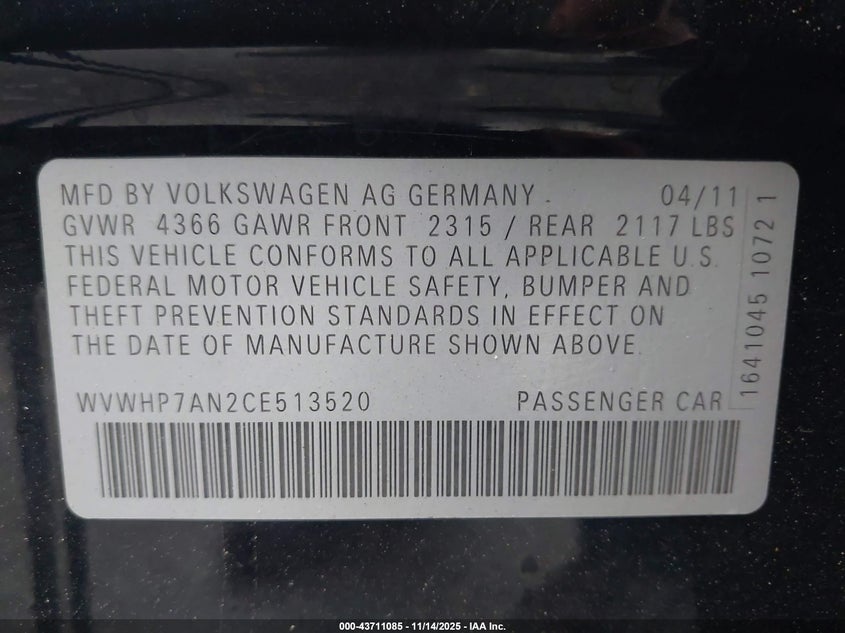 MFD BY VOLKSWAGEN AG GERMANY 04/11
GVWR 4366 GAWR FRONT 2315 / REAR 2117 LBS
THIS VEHICLE CONFORMS TO ALL APPLICABLE U.S.
FEDERAL MOTOR VEHICLE SAFETY, BUMPER AND
THEFT PREVENTION STANDARDS IN EFFECT ON
THE DATE OF MANUFACTURE SHOWN ABOVE.
WVWHP7AN2CE513520 PASSENGER CAR
1641045 1072 1
000-43711085 - 11/14/2025 - IAA Inc.